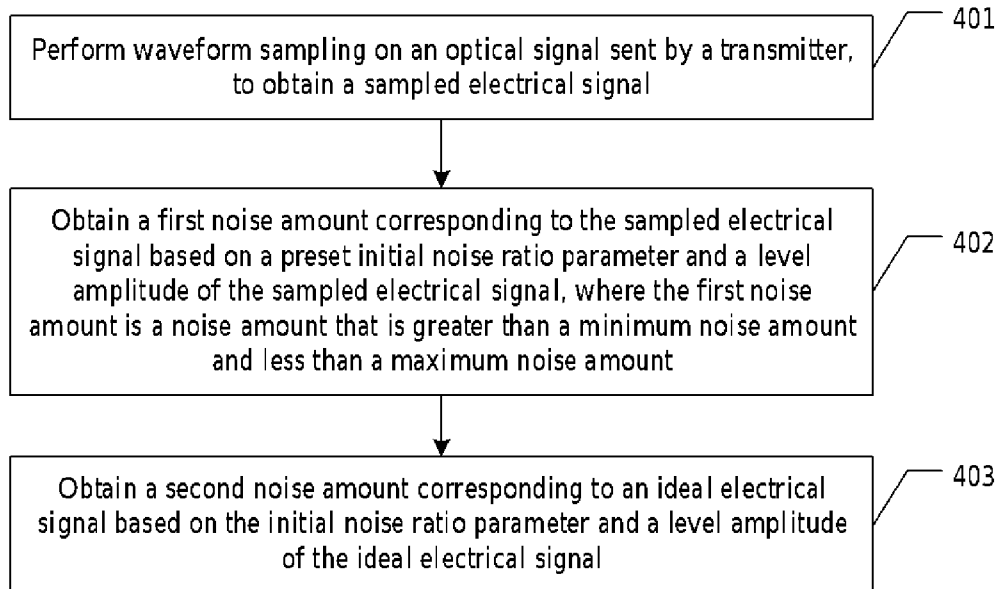 401
Perform waveform sampling on an optical signal sent by a transmitter,
to obtain a sampled electrical signal
Obtain a first noise amount corresponding to the sampled electrical
signal based on a preset initial noise ratio parameter and a level
amplitude of the sampled electrical signal, where the first noise
amount is a noise amount that is greater than a minimum noise amount
and less than a maximum noise amount
402
Obtain a second noise amount corresponding to an ideal electrical
signal based on the initial noise ratio parameter and a level amplitude
of the ideal electrical signal
403